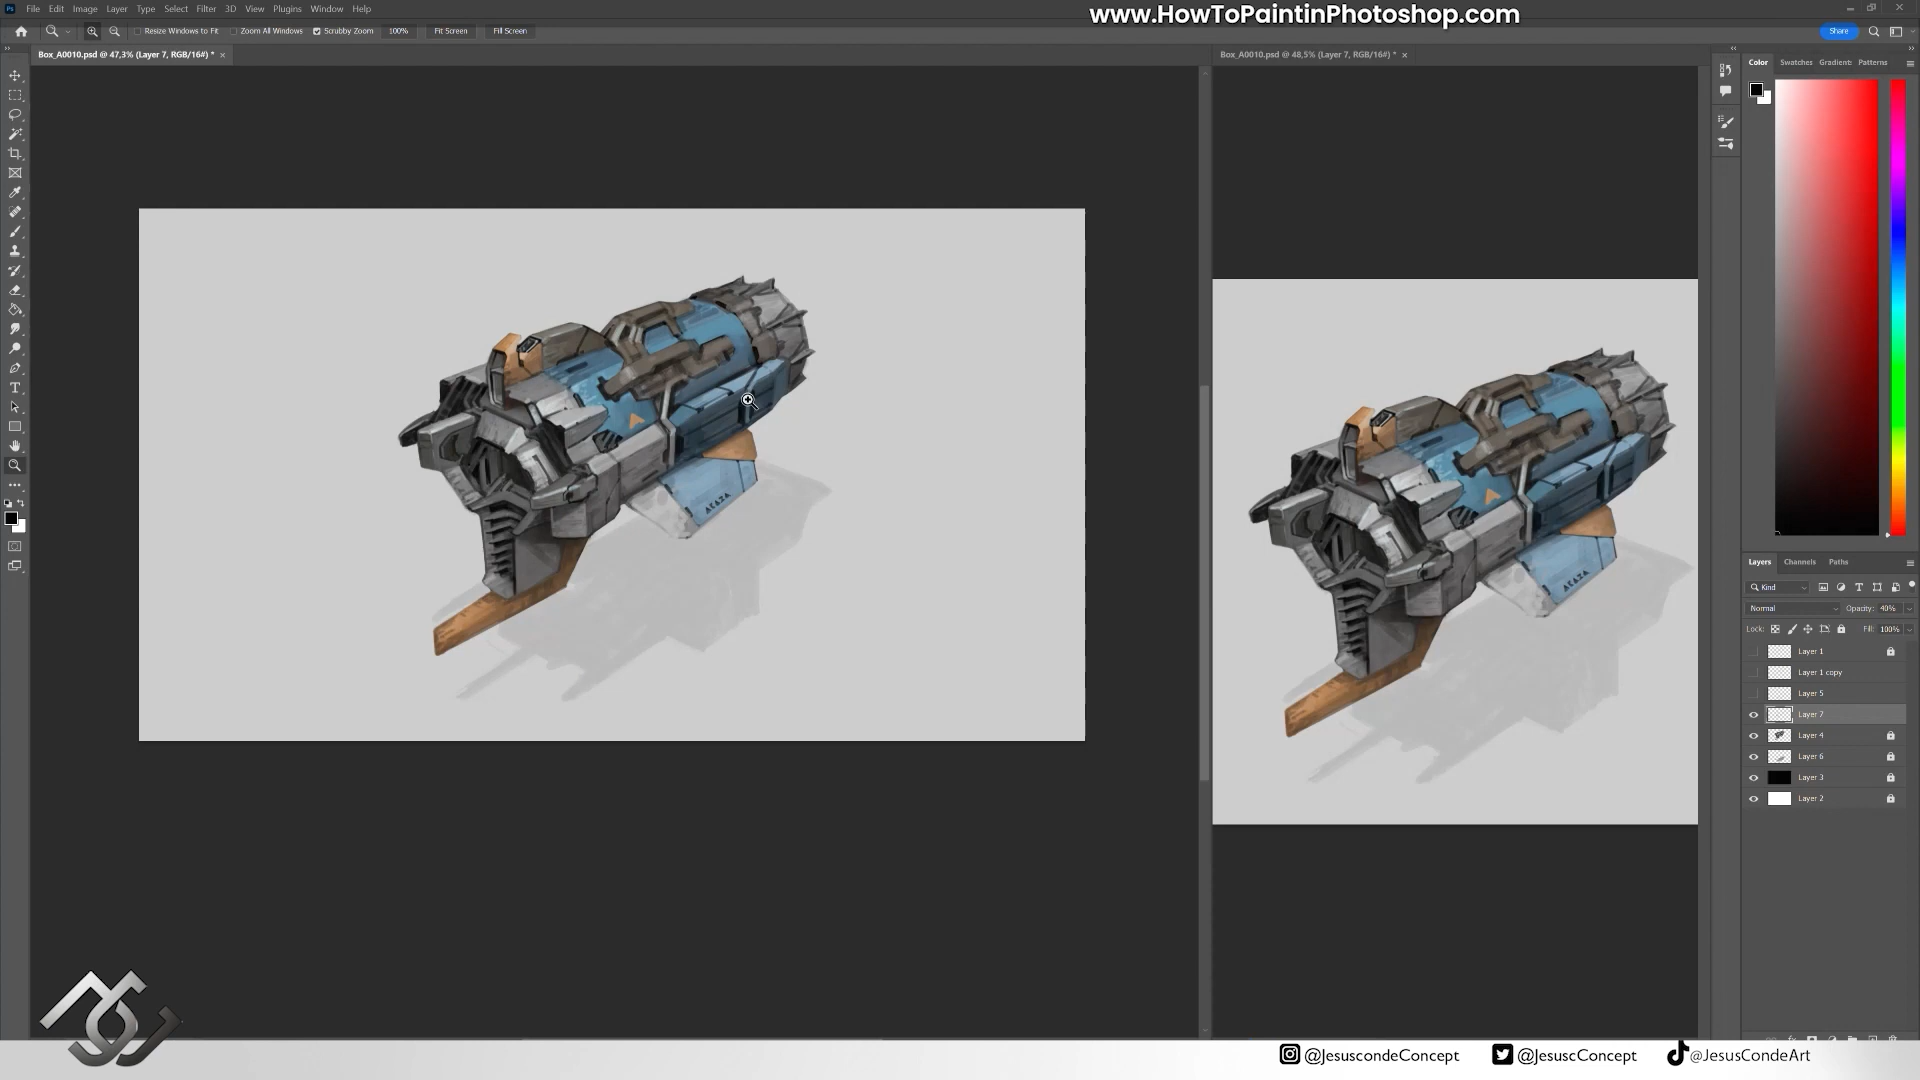 File Edit Image Layer Type Select Filter 3D View Plugins Window Help
www.HowToPaintinPhotoshop.com
Resize Windows to Fit Zoom All Windows Scrubby Zoom 100% Fit Screen Fill Screen
Share
Box_A0010.psd @ 47,3% (Layer 7, RGB/16#) * ×
Box_A0010.psd @ 48,5% (Layer 7, RGB/16#) * ×
Color Swatches Gradient Patterns
Layers Channels Paths
Kind
Normal Opacity: 40%
Lock: Fill: 100%
Layer 1
Layer 1 copy
Layer 5
Layer 7
Layer 4
Layer 6
Layer 3
Layer 2
@JesuscondeConcept @JesuscConcept @JesusCondeArt